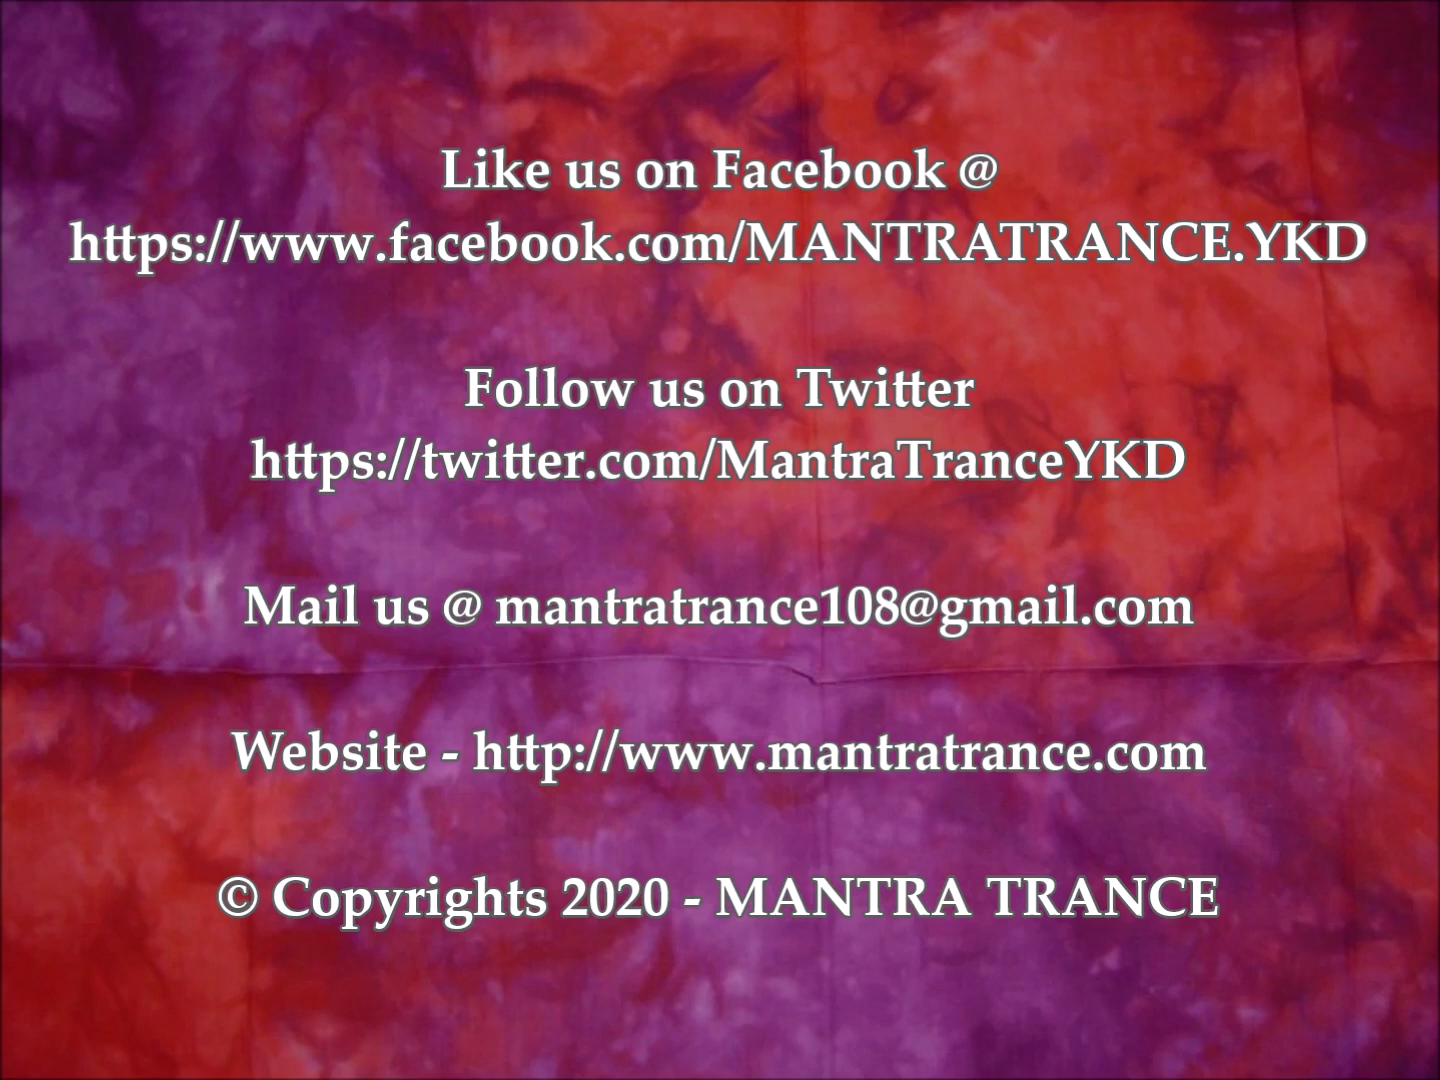 Like us on Facebook @
https://www.facebook.com/MANTRATRANCE.YKD
Follow us on Twitter
https://twitter.com/MantraTranceYKD
Mail us @ mantratrance108@gmail.com
Website - http://www.mantratrance.com
© Copyrights 2020 - MANTRA TRANCE